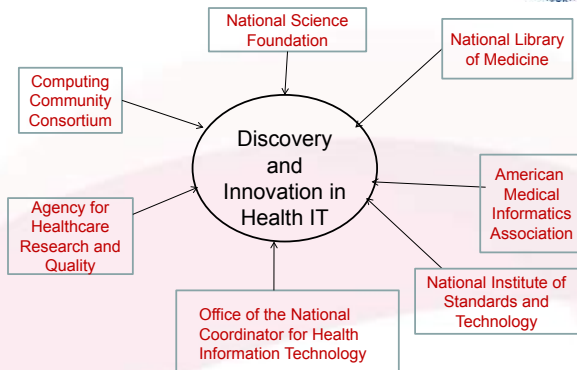 National Science
Foundation
National Library
of Medicine
Computing
Community
Consortium
Discovery
and
Innovation in
Health IT
American
Medical
Informatics
Association
Agency for
Healthcare
Research and
Quality
National Institute of
Standards and
Technology
Office of the National
Coordinator for Health
Information Technology